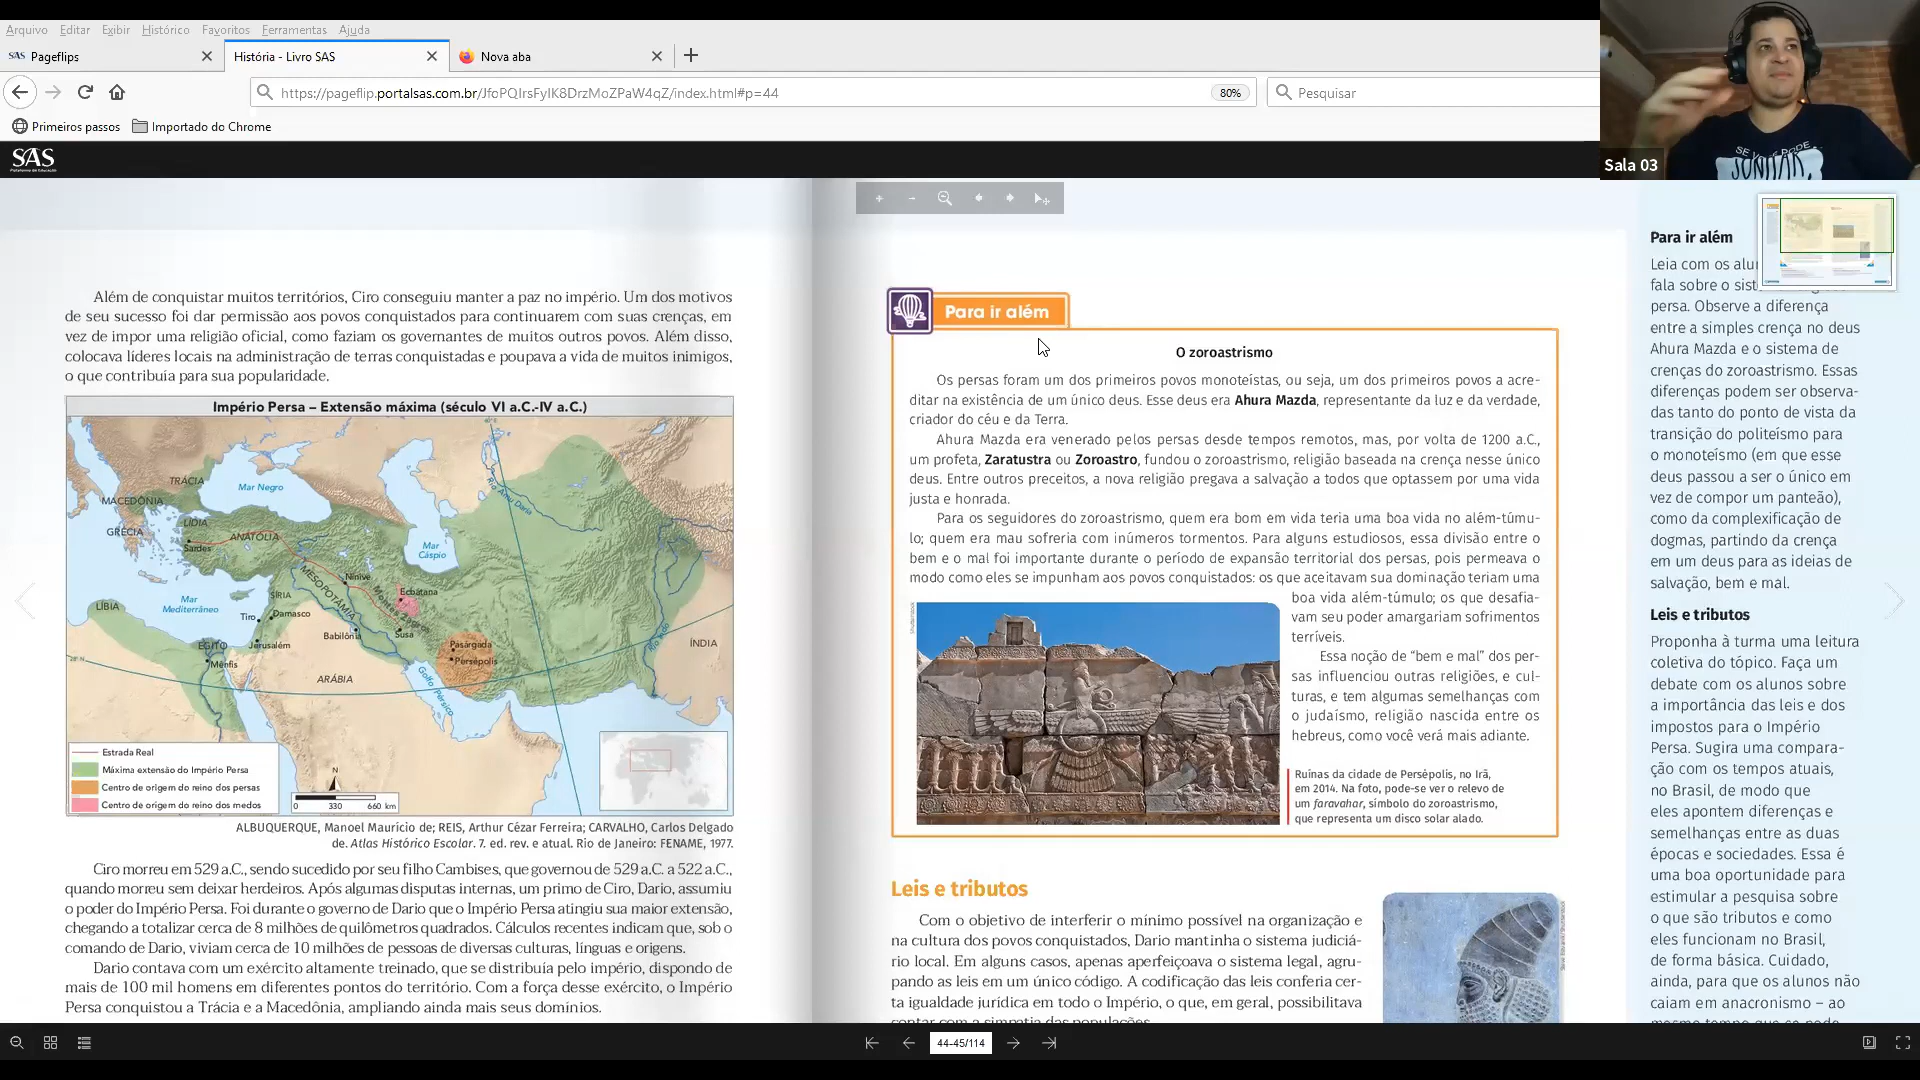 Arquivo Editar Exibir Histórico Favoritos Ferramentas Ajuda
SAS Pageflips
História - Livro SAS
Nova aba
https://pageflip.portalsas.com.br/JfoPQIrsFyIK8DrzMoZPaW4qZ/index.html#p=44
80%
Pesquisar
Primeiros passos
Importado do Chrome
SAS
Plataforma de Educação
Sala 03
Além de conquistar muitos territórios, Ciro conseguiu manter a paz no império. Um dos motivos
de seu sucesso foi dar permissão aos povos conquistados para continuarem com suas crenças, em
vez de impor uma religião oficial, como faziam os governantes de muitos outros povos. Além disso,
colocava líderes locais na administração de terras conquistadas e poupava a vida de muitos inimigos,
o que contribuía para sua popularidade.
Império Persa – Extensão máxima (século VI a.C.-IV a.C.)
TRÁCIA
MACEDÔNIA
Mar Negro
GRÉCIA
LÍDIA
Sardes
ANATÓLIA
Mar
Cáspio
Rio Amu Daria
MESOPOTÂMIA
Nínive
Ecbátana
Montes Zagros
LÍBIA
Mar
Mediterrâneo
SÍRIA
Tiro
Damasco
Babilônia
Susa
EGITO
Jerusalém
Mênfis
Pasárgada
Persépolis
ARÁBIA
Golfo Pérsico
ÍNDIA
Estrada Real
Máxima extensão do Império Persa
Centro de origem do reino dos persas
Centro de origem do reino dos medos
N
0 330 660 km
ALBUQUERQUE, Manoel Maurício de; REIS, Arthur Cézar Ferreira; CARVALHO, Carlos Delgado
de. Atlas Histórico Escolar. 7. ed. rev. e atual. Rio de Janeiro: FENAME, 1977.
Ciro morreu em 529 a.C., sendo sucedido por seu filho Cambises, que governou de 529 a.C. a 522 a.C.,
quando morreu sem deixar herdeiros. Após algumas disputas internas, um primo de Ciro, Dario, assumiu
o poder do Império Persa. Foi durante o governo de Dario que o Império Persa atingiu sua maior extensão,
chegando a totalizar cerca de 8 milhões de quilômetros quadrados. Cálculos recentes indicam que, sob o
comando de Dario, viviam cerca de 10 milhões de pessoas de diversas culturas, línguas e origens.
Dario contava com um exército altamente treinado, que se distribuía pelo império, dispondo de
mais de 100 mil homens em diferentes pontos do território. Com a força desse exército, o Império
Persa conquistou a Trácia e a Macedônia, ampliando ainda mais seus domínios.
Para ir além
O zoroastrismo
Os persas foram um dos primeiros povos monoteístas, ou seja, um dos primeiros povos a acre-
ditar na existência de um único deus. Esse deus era Ahura Mazda, representante da luz e da verdade,
criador do céu e da Terra.
Ahura Mazda era venerado pelos persas desde tempos remotos, mas, por volta de 1200 a.C.,
um profeta, Zaratustra ou Zoroastro, fundou o zoroastrismo, religião baseada na crença nesse único
deus. Entre outros preceitos, a nova religião pregava a salvação a todos que optassem por uma vida
justa e honrada.
Para os seguidores do zoroastrismo, quem era bom em vida teria uma boa vida no além-túmu-
lo; quem era mau sofreria com inúmeros tormentos. Para alguns estudiosos, essa divisão entre o
bem e o mal foi importante durante o período de expansão territorial dos persas, pois permeava o
modo como eles se impunham aos povos conquistados: os que aceitavam sua dominação teriam uma
boa vida além-túmulo; os que desafia-
vam seu poder amargariam sofrimentos
terríveis.
Essa noção de "bem e mal" dos per-
sas influenciou outras religiões, e cul-
turas, e tem algumas semelhanças com
o judaísmo, religião nascida entre os
hebreus, como você verá mais adiante.
Ruínas da cidade de Persépolis, no Irã,
em 2014. Na foto, pode-se ver o relevo de
um faravahar, símbolo do zoroastrismo,
que representa um disco solar alado.
Leis e tributos
Com o objetivo de interferir o mínimo possível na organização e
na cultura dos povos conquistados, Dario mantinha o sistema judiciá-
rio local. Em alguns casos, apenas aperfeiçoava o sistema legal, agru-
pando as leis em um único código. A codificação das leis conferia cer-
ta igualdade jurídica em todo o Império, o que, em geral, possibilitava
contar com a simpatia das populações.
Para ir além
Leia com os
fala sobre o
persa. Observe a diferença
entre a simples crença no deus
Ahura Mazda e o sistema de
crenças do zoroastrismo. Essas
diferenças podem ser observa-
das tanto do ponto de vista da
transição do politeísmo para
o monoteísmo (em que esse
deus passou a ser o único em
vez de compor um panteão),
como da complexificação de
dogmas, partindo da crença
em um deus para as ideias de
salvação, bem e mal.
Leis e tributos
Proponha à turma uma leitura
coletiva do tópico. Faça um
debate com os alunos sobre
a importância das leis e dos
impostos para o Império
Persa. Sugira uma compara-
ção com os tempos atuais,
no Brasil, de modo que
eles apontem diferenças e
semelhanças entre as duas
épocas e sociedades. Essa é
uma boa oportunidade para
estimular a pesquisa sobre
o que são tributos e como
eles funcionam no Brasil,
de forma básica. Cuidado,
ainda, para que os alunos não
caiam em anacronismo – ao
44-45/114